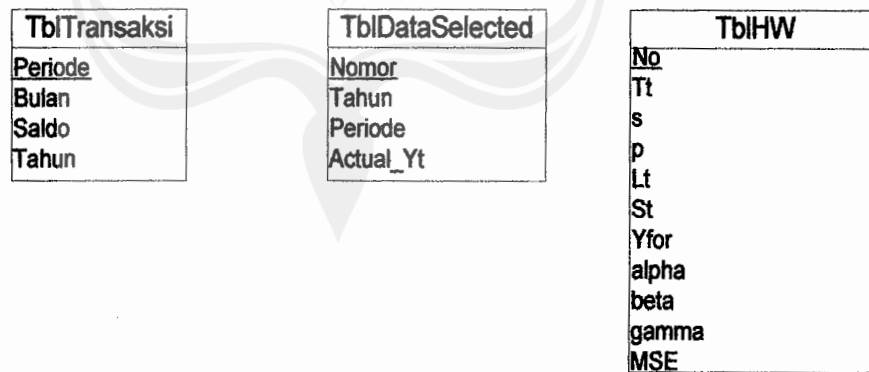 TblTransaksi
Periode
Bulan
Saldo
Tahun
TblDataSelected
Nomor
Tahun
Periode
Actual_Yt
TblHW
No
Tt
s
p
Lt
St
Yfor
alpha
beta
gamma
MSE